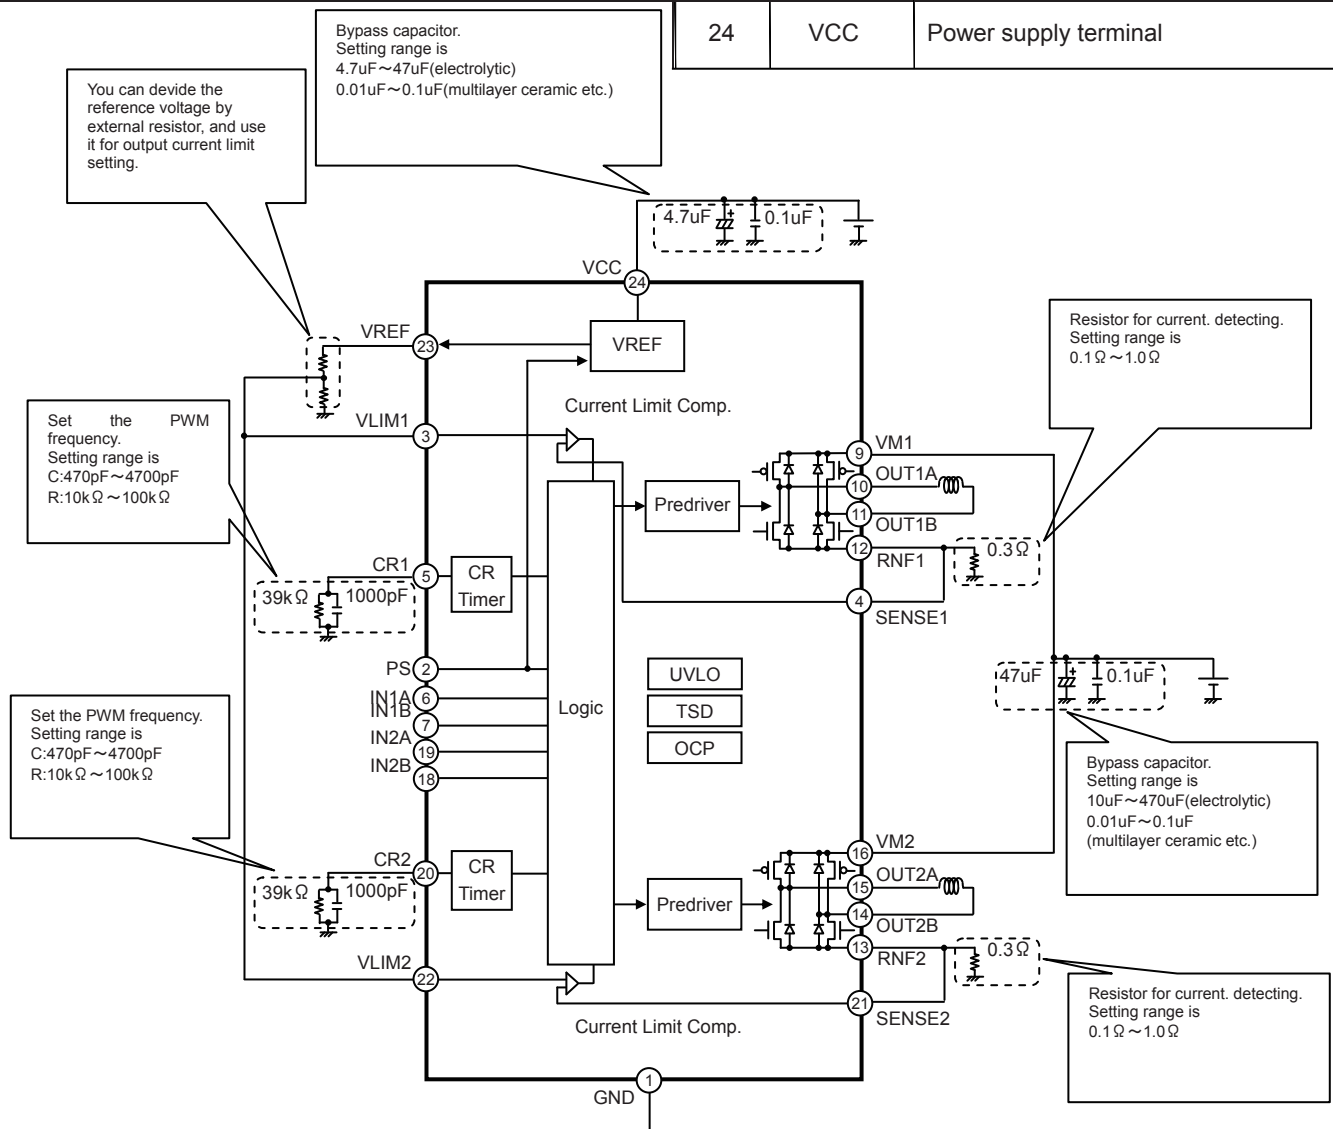 24 VCC Power supply terminal
Bypass capacitor.
Setting range is
4.7uF～47uF(electrolytic)
0.01uF～0.1uF(multilayer ceramic etc.)
You can devide the
reference voltage by
external resistor, and use
it for output current limit
setting.
4.7uF + 0.1uF
VCC
24
VREF
23
VREF
Resistor for current. detecting.
Setting range is
0.1Ω～1.0Ω
Current Limit Comp.
Set the PWM
frequency.
Setting range is
C:470pF～4700pF
R:10kΩ～100kΩ
VLIM1
3
VM1
9
OUT1A
10
Predriver
11
OUT1B
12
RNF1
0.3Ω
CR1
5
CR
Timer
39kΩ 1000pF
4
SENSE1
PS
2
UVLO
47uF + 0.1uF
IN1A
6
IN1B
7
Logic
TSD
IN2A
19
OCP
IN2B
18
Set the PWM frequency.
Setting range is
C:470pF～4700pF
R:10kΩ～100kΩ
Bypass capacitor.
Setting range is
10uF～470uF(electrolytic)
0.01uF～0.1uF
(multilayer ceramic etc.)
VM2
16
CR2
20
CR
Timer
OUT2A
15
39kΩ 1000pF
Predriver
14
OUT2B
13
RNF2
0.3Ω
VLIM2
22
21
SENSE2
Current Limit Comp.
Resistor for current. detecting.
Setting range is
0.1Ω～1.0Ω
1
GND